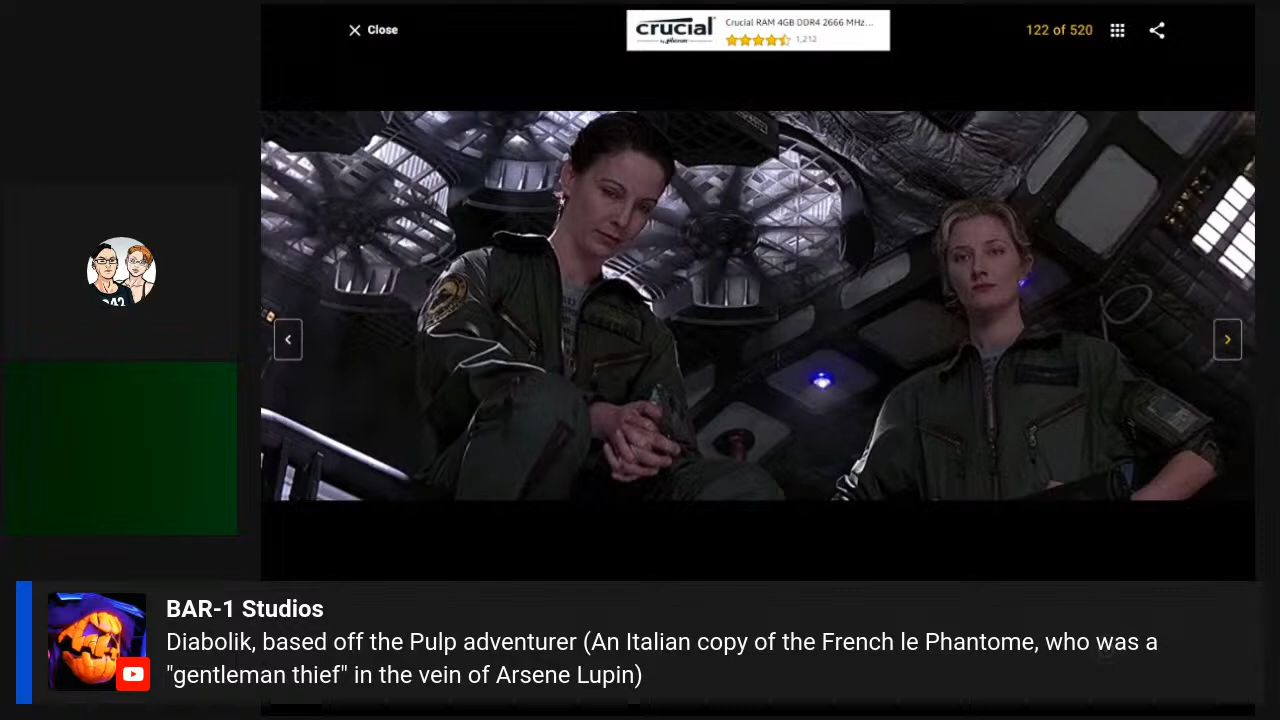 Close
crucial
by Micron
Crucial RAM 4GB DDR4 2666 MHz...
1,212
122 of 520
BAR-1 Studios
Diabolik, based off the Pulp adventurer (An Italian copy of the French le Phantome, who was a
"gentleman thief" in the vein of Arsene Lupin)